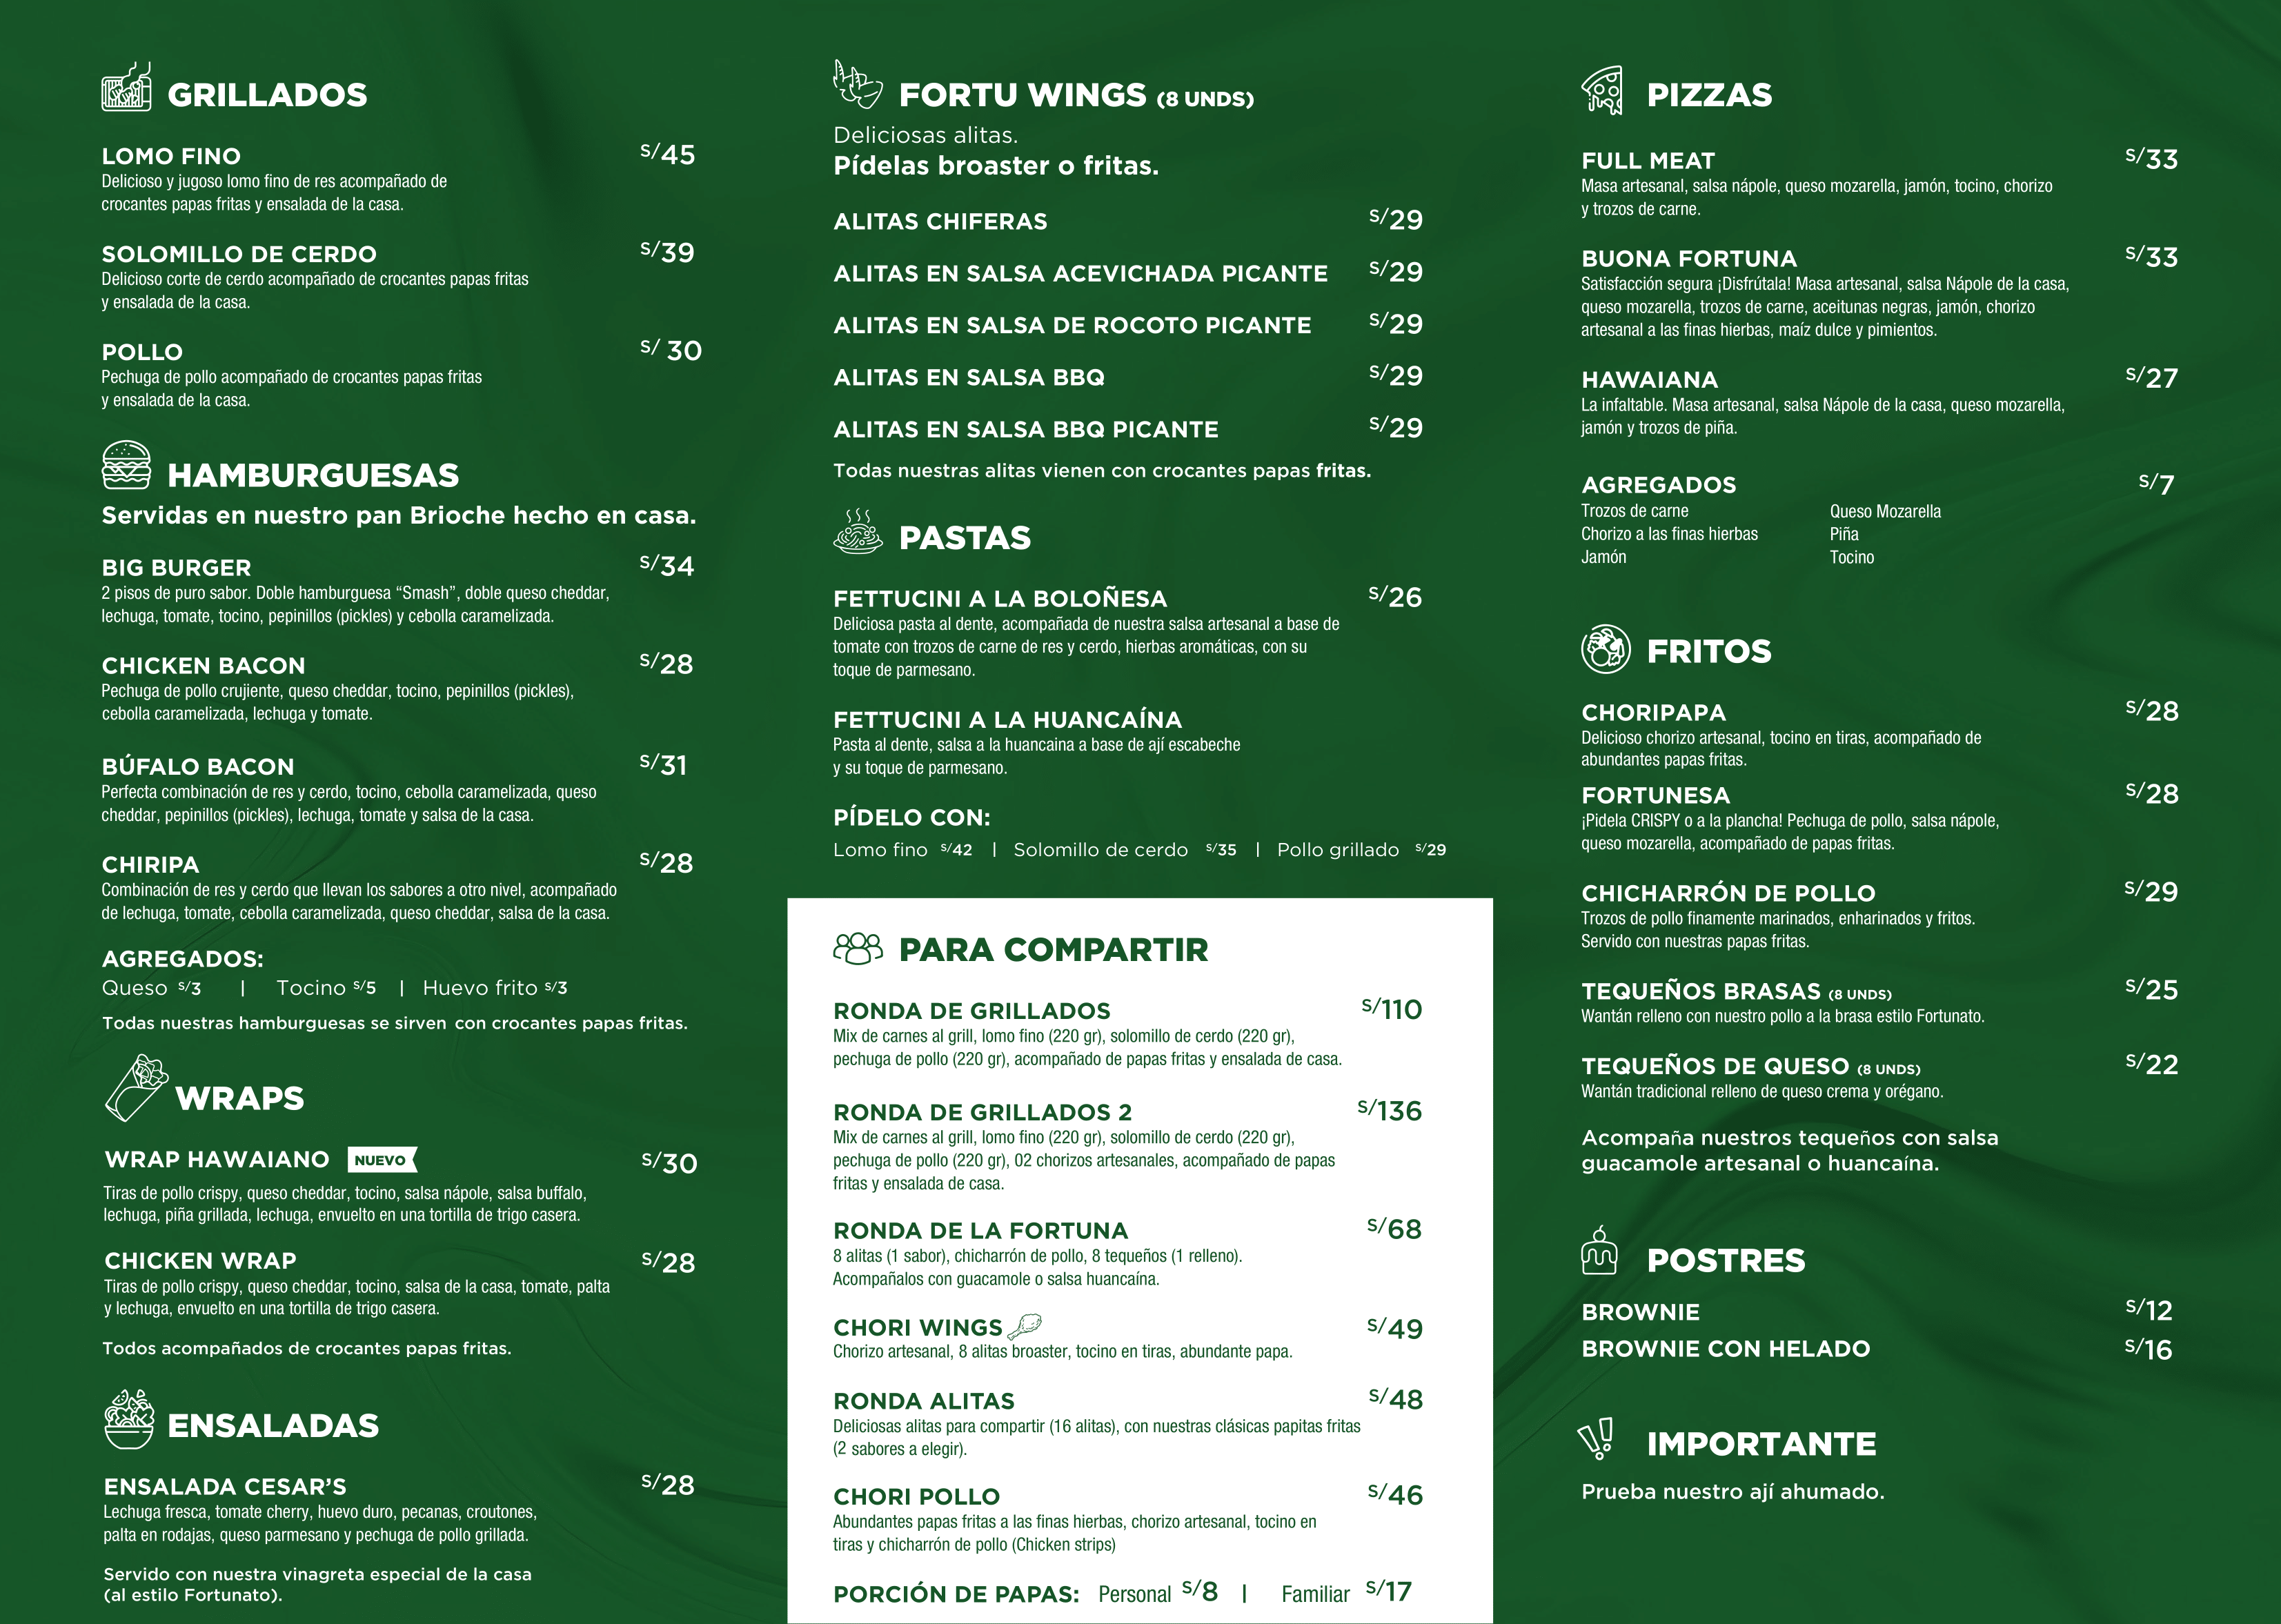 GRILLADOS
LOMO FINO S/45
Delicioso y jugoso lomo fino de res acompañado de
crocantes papas fritas y ensalada de la casa.
SOLOMILLO DE CERDO S/39
Delicioso corte de cerdo acompañado de crocantes papas fritas
y ensalada de la casa.
POLLO S/ 30
Pechuga de pollo acompañado de crocantes papas fritas
y ensalada de la casa.
HAMBURGUESAS
Servidas en nuestro pan Brioche hecho en casa.
BIG BURGER S/34
2 pisos de puro sabor. Doble hamburguesa “Smash”, doble queso cheddar,
lechuga, tomate, tocino, pepinillos (pickles) y cebolla caramelizada.
CHICKEN BACON S/28
Pechuga de pollo crujiente, queso cheddar, tocino, pepinillos (pickles),
cebolla caramelizada, lechuga y tomate.
BÚFALO BACON S/31
Perfecta combinación de res y cerdo, tocino, cebolla caramelizada, queso
cheddar, pepinillos (pickles), lechuga, tomate y salsa de la casa.
CHIRIPA S/28
Combinación de res y cerdo que llevan los sabores a otro nivel, acompañado
de lechuga, tomate, cebolla caramelizada, queso cheddar, salsa de la casa.
AGREGADOS:
Queso S/3 | Tocino S/5 | Huevo frito S/3
Todas nuestras hamburguesas se sirven con crocantes papas fritas.
WRAPS
WRAP HAWAIANO NUEVO S/30
Tiras de pollo crispy, queso cheddar, tocino, salsa nápole, salsa buffalo,
lechuga, piña grillada, lechuga, envuelto en una tortilla de trigo casera.
CHICKEN WRAP S/28
Tiras de pollo crispy, queso cheddar, tocino, salsa de la casa, tomate, palta
y lechuga, envuelto en una tortilla de trigo casera.
Todos acompañados de crocantes papas fritas.
ENSALADAS
ENSALADA CESAR’S S/28
Lechuga fresca, tomate cherry, huevo duro, pecanas, croutones,
palta en rodajas, queso parmesano y pechuga de pollo grillada.
Servido con nuestra vinagreta especial de la casa
(al estilo Fortunato).
FORTU WINGS (8 UNDS)
Deliciosas alitas.
Pídelas broaster o fritas.
ALITAS CHIFERAS S/29
ALITAS EN SALSA ACEVICHADA PICANTE S/29
ALITAS EN SALSA DE ROCOTO PICANTE S/29
ALITAS EN SALSA BBQ S/29
ALITAS EN SALSA BBQ PICANTE S/29
Todas nuestras alitas vienen con crocantes papas fritas.
PASTAS
FETTUCINI A LA BOLOÑESA S/26
Deliciosa pasta al dente, acompañada de nuestra salsa artesanal a base de
tomate con trozos de carne de res y cerdo, hierbas aromáticas, con su
toque de parmesano.
FETTUCINI A LA HUANCAÍNA
Pasta al dente, salsa a la huancaina a base de ají escabeche
y su toque de parmesano.
PÍDELO CON:
Lomo fino S/42 | Solomillo de cerdo S/35 | Pollo grillado S/29
PARA COMPARTIR
RONDA DE GRILLADOS S/110
Mix de carnes al grill, lomo fino (220 gr), solomillo de cerdo (220 gr),
pechuga de pollo (220 gr), acompañado de papas fritas y ensalada de casa.
RONDA DE GRILLADOS 2 S/136
Mix de carnes al grill, lomo fino (220 gr), solomillo de cerdo (220 gr),
pechuga de pollo (220 gr), 02 chorizos artesanales, acompañado de papas
fritas y ensalada de casa.
RONDA DE LA FORTUNA S/68
8 alitas (1 sabor), chicharrón de pollo, 8 tequeños (1 relleno).
Acompáñalos con guacamole o salsa huancaína.
CHORI WINGS S/49
Chorizo artesanal, 8 alitas broaster, tocino en tiras, abundante papa.
RONDA ALITAS S/48
Deliciosas alitas para compartir (16 alitas), con nuestras clásicas papitas fritas
(2 sabores a elegir).
CHORI POLLO S/46
Abundantes papas fritas a las finas hierbas, chorizo artesanal, tocino en
tiras y chicharrón de pollo (Chicken strips)
PORCIÓN DE PAPAS: Personal S/8 | Familiar S/17
PIZZAS
FULL MEAT S/33
Masa artesanal, salsa nápole, queso mozarella, jamón, tocino, chorizo
y trozos de carne.
BUONA FORTUNA S/33
Satisfacción segura ¡Disfrútala! Masa artesanal, salsa Nápole de la casa,
queso mozarella, trozos de carne, aceitunas negras, jamón, chorizo
artesanal a las finas hierbas, maíz dulce y pimientos.
HAWAIANA S/27
La infaltable. Masa artesanal, salsa Nápole de la casa, queso mozarella,
jamón y trozos de piña.
AGREGADOS S/7
Trozos de carne Queso Mozarella
Chorizo a las finas hierbas Piña
Jamón Tocino
FRITOS
CHORIPAPA S/28
Delicioso chorizo artesanal, tocino en tiras, acompañado de
abundantes papas fritas.
FORTUNESA S/28
¡Pidela CRISPY o a la plancha! Pechuga de pollo, salsa nápole,
queso mozarella, acompañado de papas fritas.
CHICHARRÓN DE POLLO S/29
Trozos de pollo finamente marinados, enharinados y fritos.
Servido con nuestras papas fritas.
TEQUEÑOS BRASAS (8 UNDS) S/25
Wantán relleno con nuestro pollo a la brasa estilo Fortunato.
TEQUEÑOS DE QUESO (8 UNDS) S/22
Wantán tradicional relleno de queso crema y orégano.
Acompaña nuestros tequeños con salsa
guacamole artesanal o huancaína.
POSTRES
BROWNIE S/12
BROWNIE CON HELADO S/16
IMPORTANTE
Prueba nuestro ají ahumado.